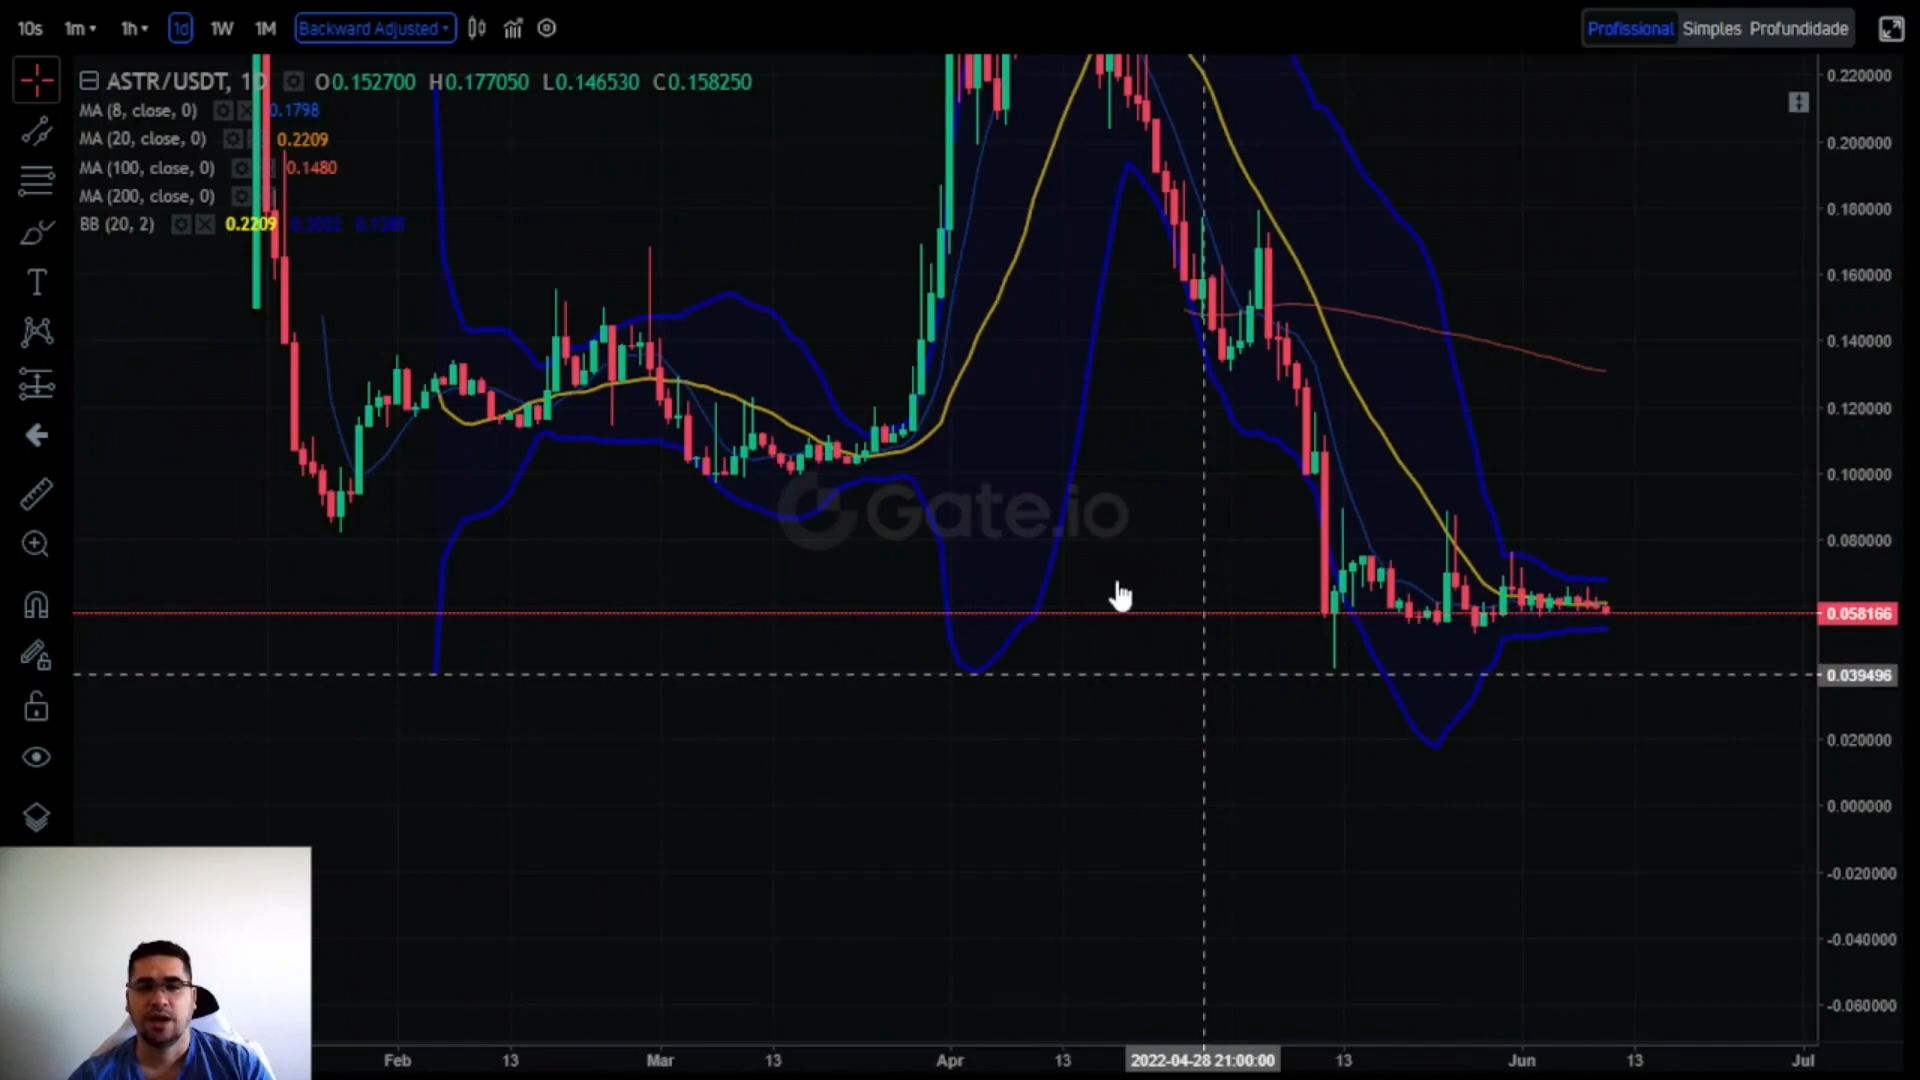 10s 1m 1h 1d 1W 1M Backward Adjusted Profissional Simples Profundidade
ASTR/USDT, 1D O0.152700 H0.177050 L0.146530 C0.158250
MA (8, close, 0) 0.1798
MA (20, close, 0) 0.2209
MA (100, close, 0) 0.1480
MA (200, close, 0)
BB (20, 2) 0.2209
0.220000
0.200000
0.180000
0.160000
0.140000
0.120000
0.100000
Gate.io
0.080000
0.058166
0.039496
0.020000
0.000000
-0.020000
-0.040000
-0.060000
Feb 13 Mar 13 Apr 13 2022-04-28 21:00:00 13 Jun 13 Jul